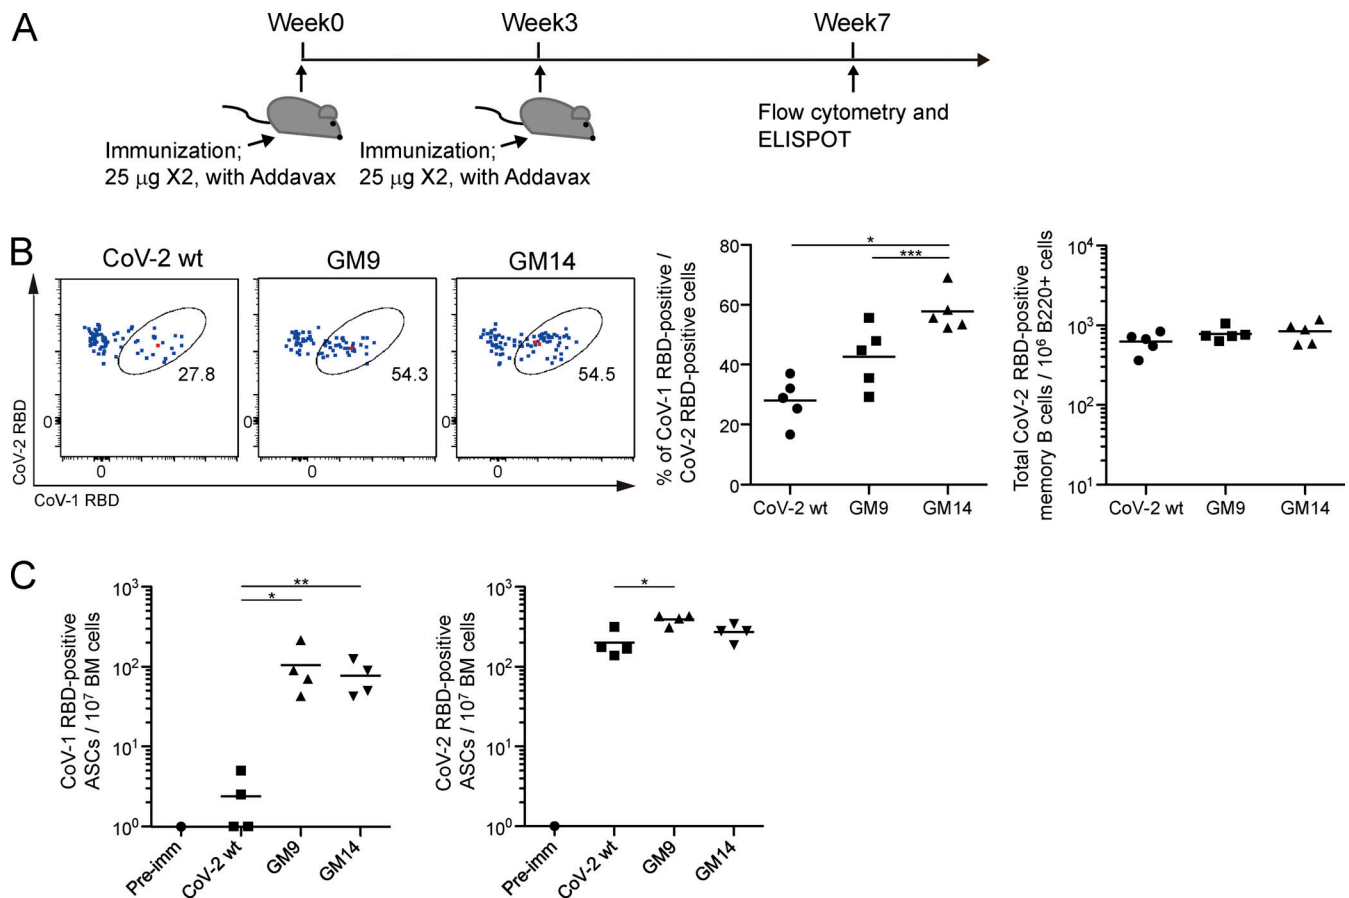 A
Week0
Week3
Week7
Immunization;
25 μg X2, with Addavax
Immunization;
25 μg X2, with Addavax
Flow cytometry and
ELISPOT
B
CoV-2 wt
GM9
GM14
27.8
54.3
54.5
CoV-2 RBD
0
0
0
0
0
0
CoV-1 RBD
% of CoV-1 RBD-positive /
CoV-2 RBD-positive cells
80
60
40
20
0
*
***
CoV-2 wt
GM9
GM14
Total CoV-2 RBD-positive
memory B cells / 10⁶ B220+ cells
10⁴
10³
10²
10¹
CoV-2 wt
GM9
GM14
C
CoV-1 RBD-positive
ASCs / 10⁷ BM cells
10³
10²
10¹
10⁰
**
*
Pre-imm
CoV-2 wt
GM9
GM14
CoV-2 RBD-positive
ASCs / 10⁷ BM cells
10³
10²
10¹
10⁰
*
Pre-imm
CoV-2 wt
GM9
GM14